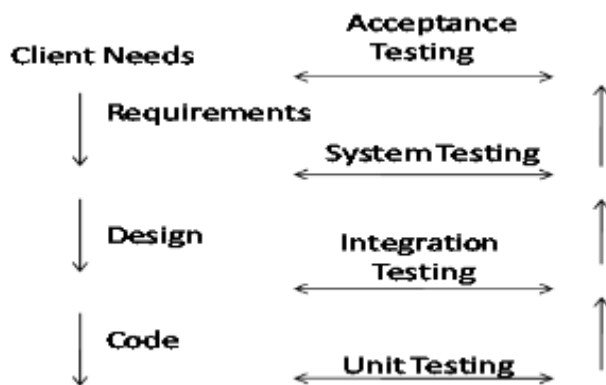 Acceptance
Testing
Client Needs
Requirements
System Testing
Design
Integration
Testing
Code
Unit Testing